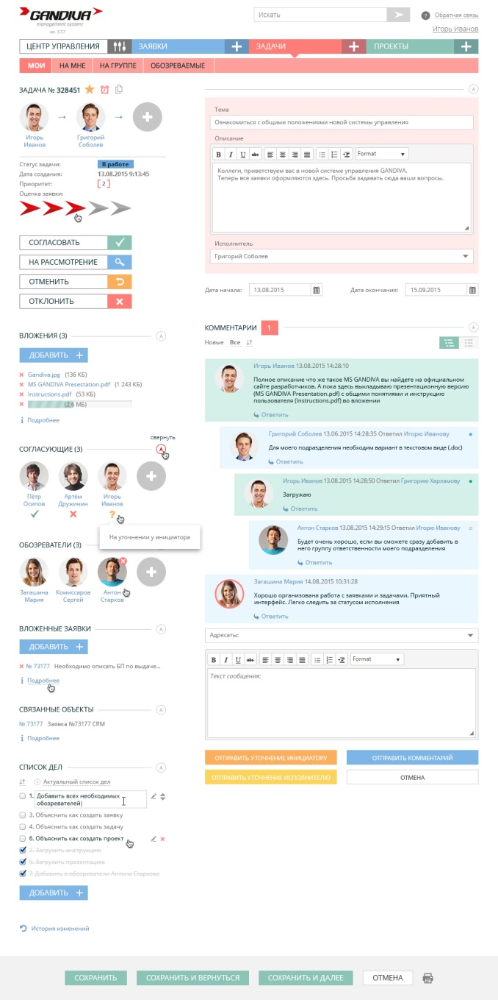 GANDIVA
management system
ver. 3.7.7
Искать
? Обратная связь
Игорь Иванов
ЦЕНТР УПРАВЛЕНИЯ
ЗАЯВКИ
ЗАДАЧИ
ПРОЕКТЫ
МОИ
НА МНЕ
НА ГРУППЕ
ОБОЗРЕВАЕМЫЕ
ЗАДАЧА № 328451
Игорь
Иванов
Григорий
Соболев
Статус задачи: В работе
Дата создания: 13.08.2015 9:13:45
Приоритет: [ 2 ]
Оценка заявки:
СОГЛАСОВАТЬ
НА РАССМОТРЕНИЕ
ОТМЕНИТЬ
ОТКЛОНИТЬ
ВЛОЖЕНИЯ (3)
ДОБАВИТЬ +
Gandiva.jpg (136 КБ)
MS GANDIVA Presestation.pdf (1 243 КБ)
Instructions.pdf (53 КБ)
(2,6 МБ)
Подробнее
свернуть
СОГЛАСУЮЩИЕ (3)
Пётр
Осипов
Артём
Дружинин
Игорь
Иванов
?
На уточнении у инициатора
ОБОЗРЕВАТЕЛИ (3)
Загашина
Мария
Комиссаров
Сергей
Антон
Старков
ВЛОЖЕННЫЕ ЗАЯВКИ
ДОБАВИТЬ +
№ 73177 Необходимо описать БП по выдаче...
Подробнее
СВЯЗАННЫЕ ОБЪЕКТЫ
№ 73177 Заявка №73177 CRM
Подробнее
СПИСОК ДЕЛ
Актуальный список дел
1. Добавить всех необходимых
обозревателей
3. Объяснить как создать заявку
4. Объяснить как создать задачу
6. Объяснить как создать проект
2. Загрузить инструкцию
5. Загрузить презентацию
7. Добавить в обозреватели Антона Старкова
ДОБАВИТЬ +
История изменений
Тема
Ознакомиться с общими положениями новой системы управления
Описание
B I U abc Format
Коллеги, приветствуем вас в новой системе управления GANDIVA.
Теперь все заявки оформляются здесь. Просьба задавать сюда ваши вопросы.
Исполнитель
Григорий Соболев
Дата начала: 13.08.2015 Дата окончания: 15.09.2015
КОММЕНТАРИИ 1
Новые Все
Игорь Иванов 13.08.2015 14:28:10
Полное описание что же такое MS GANDIVA вы найдете на официальном
сайте разработчиков. А пока здесь выкладываю презентационную версию
(MS GANDIVA Presentation.pdf) с общими понятиями и инструкцию
пользователя (Instructions.pdf) во вложении
Ответить
Григорий Соболев 13.06.2015 14:28:35 Ответил Игорю Иванову
Для моего подразделения необходим вариант в текстовом виде (.doc)
Ответить
Игорь Иванов 13.08.2015 14:28:50 Ответил Григорию Харламову
Загружаю
Ответить
Антон Старков 13.08.2015 14:29:15 Ответил Игорю Иванову
Будет очень хорошо, если вы сможете сразу добавить в
него группу ответственности моего подразделения
Ответить
Загашина Мария 14.08.2015 10:31:28
Хорошо организована работа с заявками и задачами. Приятный
интерфейс. Легко следить за статусом исполнения
Ответить
Адресаты:
B I U abc Format
Текст сообщения:
ОТПРАВИТЬ УТОЧНЕНИЕ ИНИЦИАТОРУ
ОТПРАВИТЬ КОММЕНТАРИЙ
ОТПРАВИТЬ УТОЧНЕНИЕ ИСПОЛНИТЕЛЮ
ОТМЕНА
СОХРАНИТЬ
СОХРАНИТЬ И ВЕРНУТЬСЯ
СОХРАНИТЬ И ДАЛЕЕ
ОТМЕНА